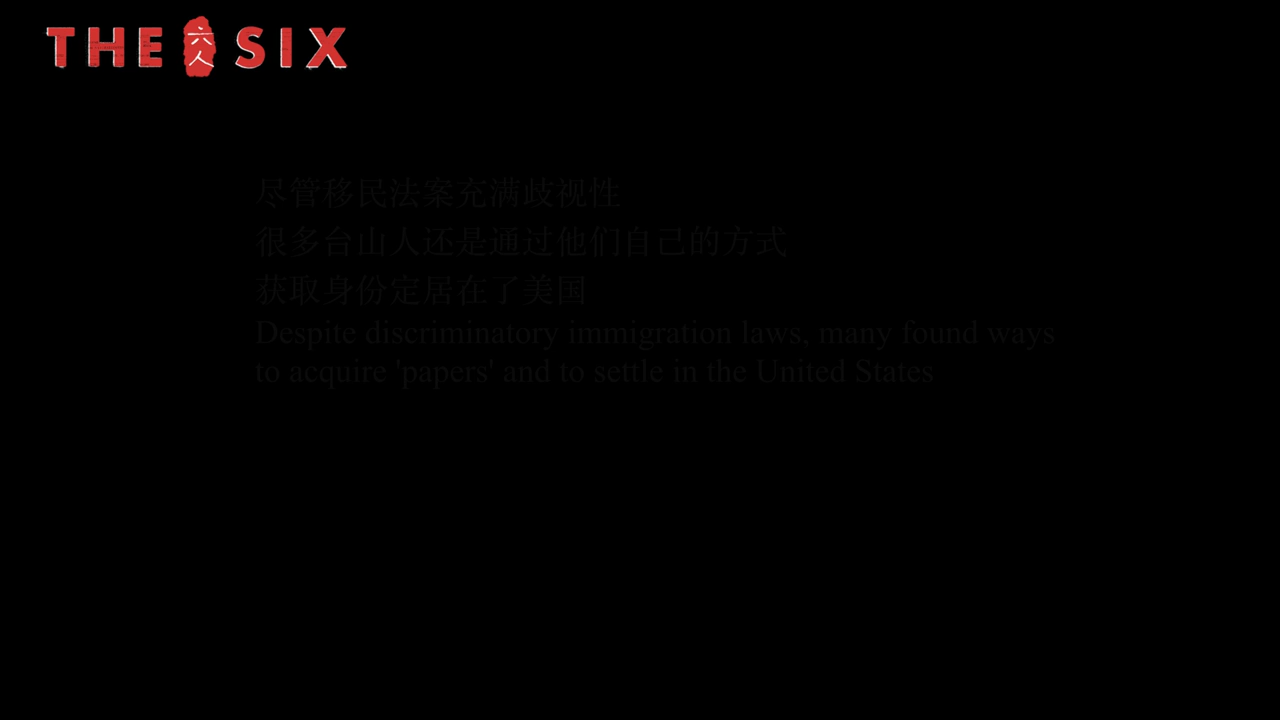 THE 六人 SIX
尽管移民法案充满歧视性
很多台山人还是通过他们自己的方式
获取身份定居在了美国
Despite discriminatory immigration laws, many found ways
to acquire 'papers' and to settle in the United States